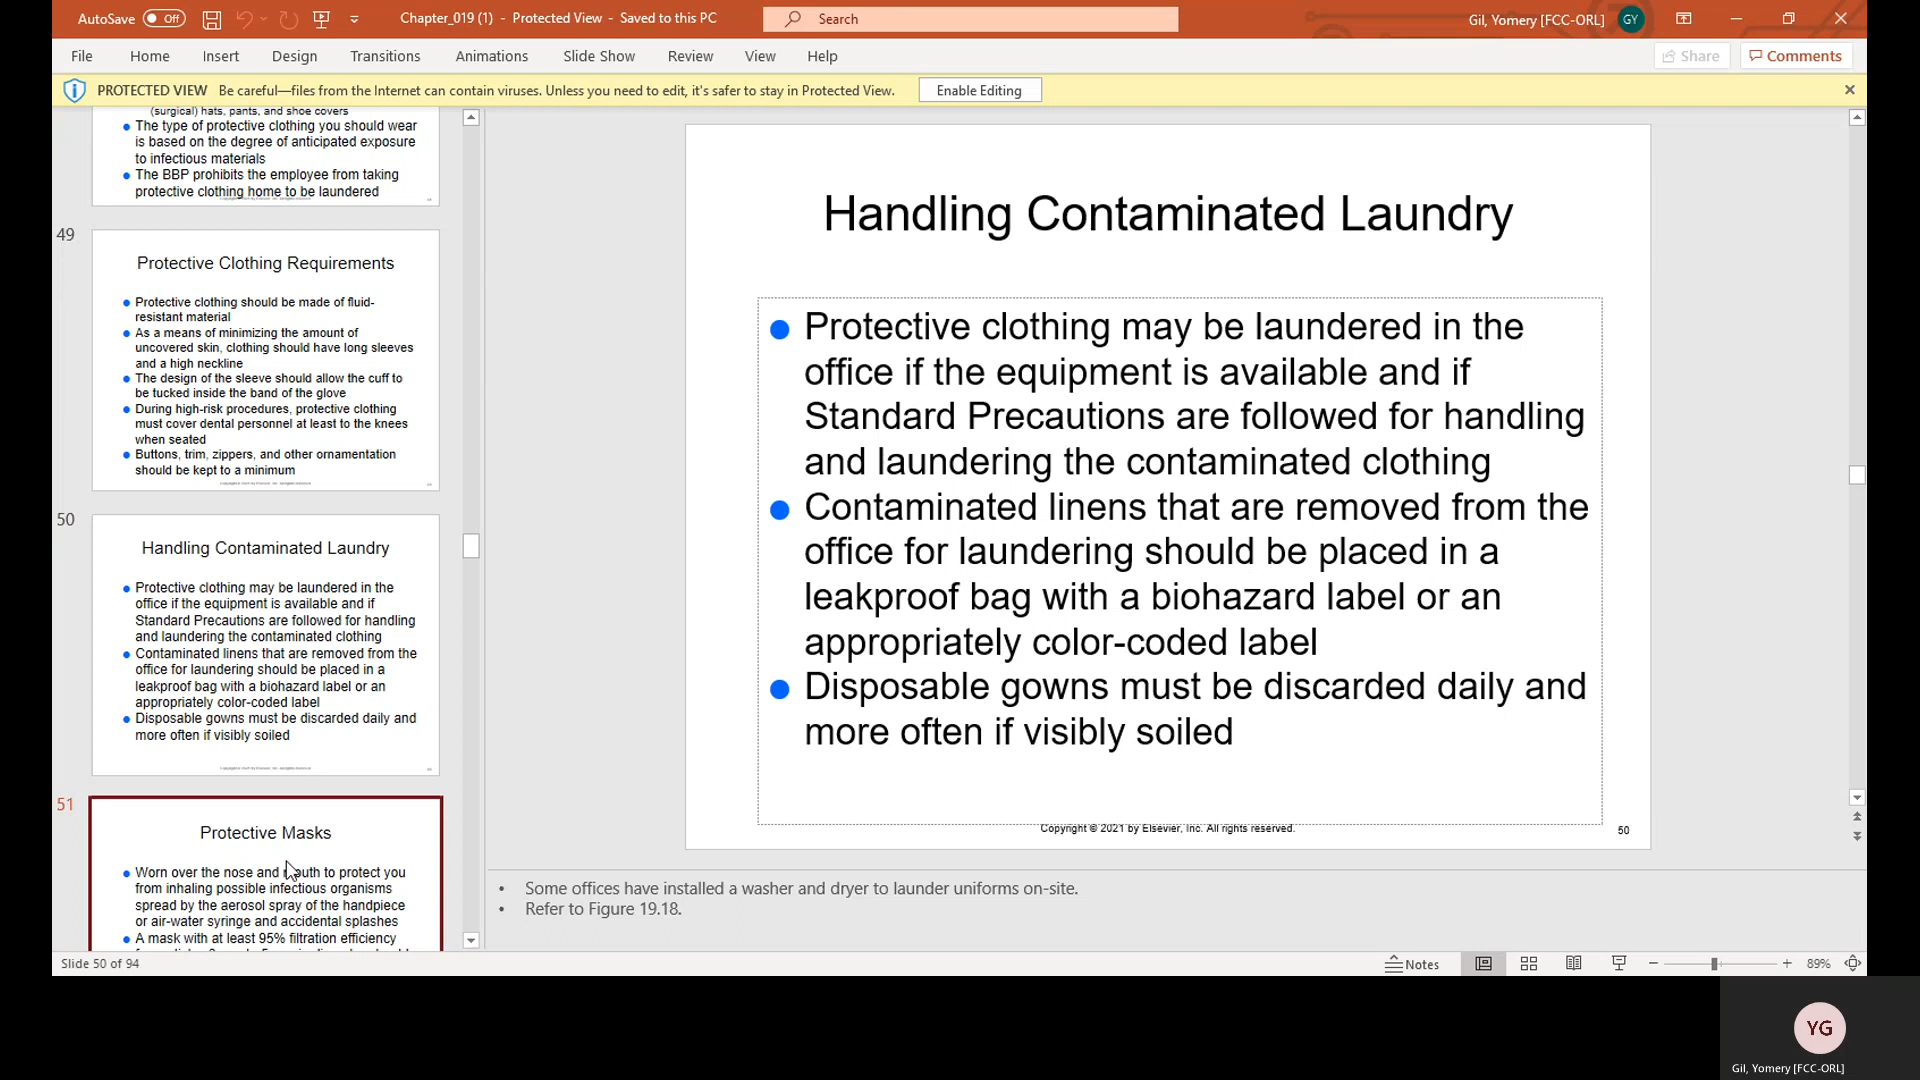 AutoSave Off Chapter_019 (1) - Protected View - Saved to this PC Search Gil, Yomery [FCC-ORL] GY
File Home Insert Design Transitions Animations Slide Show Review View Help Share Comments
PROTECTED VIEW Be careful—files from the Internet can contain viruses. Unless you need to edit, it's safer to stay in Protected View. Enable Editing
(surgical) hats, pants, and shoe covers
The type of protective clothing you should wear
is based on the degree of anticipated exposure
to infectious materials
The BBP prohibits the employee from taking
protective clothing home to be laundered
49
Protective Clothing Requirements
Protective clothing should be made of fluid-
resistant material
As a means of minimizing the amount of
uncovered skin, clothing should have long sleeves
and a high neckline
The design of the sleeve should allow the cuff to
be tucked inside the band of the glove
During high-risk procedures, protective clothing
must cover dental personnel at least to the knees
when seated
Buttons, trim, zippers, and other ornamentation
should be kept to a minimum
50
Handling Contaminated Laundry
Protective clothing may be laundered in the
office if the equipment is available and if
Standard Precautions are followed for handling
and laundering the contaminated clothing
Contaminated linens that are removed from the
office for laundering should be placed in a
leakproof bag with a biohazard label or an
appropriately color-coded label
Disposable gowns must be discarded daily and
more often if visibly soiled
51
Protective Masks
Worn over the nose and mouth to protect you
from inhaling possible infectious organisms
spread by the aerosol spray of the handpiece
or air-water syringe and accidental splashes
A mask with at least 95% filtration efficiency
Handling Contaminated Laundry
Protective clothing may be laundered in the
office if the equipment is available and if
Standard Precautions are followed for handling
and laundering the contaminated clothing
Contaminated linens that are removed from the
office for laundering should be placed in a
leakproof bag with a biohazard label or an
appropriately color-coded label
Disposable gowns must be discarded daily and
more often if visibly soiled
Copyright © 2021 by Elsevier, Inc. All rights reserved. 50
• Some offices have installed a washer and dryer to launder uniforms on-site.
• Refer to Figure 19.18.
Slide 50 of 94 Notes 89%
YG
Gil, Yomery [FCC-ORL]